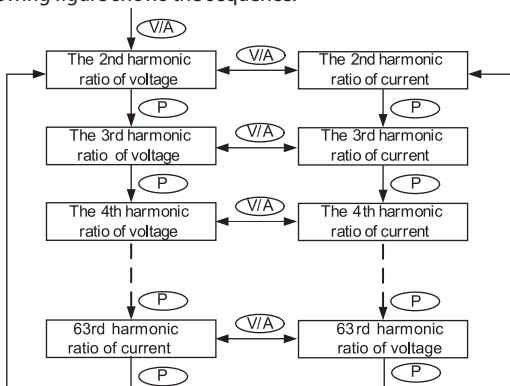 owing figure shows the sequence.
V/A
The 2nd harmonic ratio of voltage
V/A
The 2nd harmonic ratio of current
P
P
The 3rd harmonic ratio of voltage
V/A
The 3rd harmonic ratio of current
P
P
The 4th harmonic ratio of voltage
V/A
The 4th harmonic ratio of current
P
P
63rd harmonic ratio of current
V/A
63rd harmonic ratio of voltage
P
P